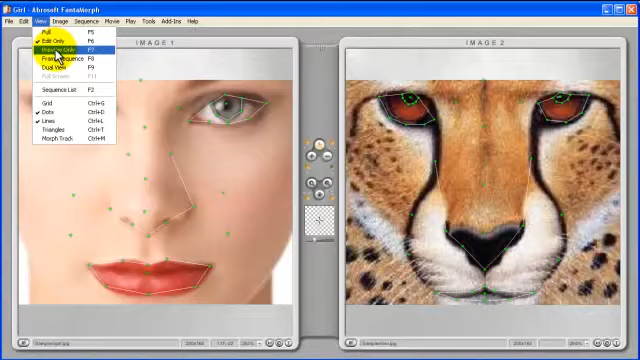 Girl - Abrosoft FantaMorph
File Edit View Image Sequence Movie Play Tools Add-Ins Help
Full F5
Edit Only F6
Preview Only F7
Frame Sequence F8
Dual View F9
Full Screen F11
Sequence List F2
Grid Ctrl+G
Dots Ctrl+D
Lines Ctrl+L
Triangles Ctrl+T
Morph Track Ctrl+M
IMAGE 1
IMAGE 2